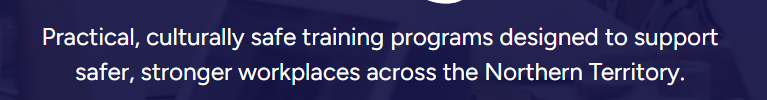 Practical, culturally safe training programs designed to support
safer, stronger workplaces across the Northern Territory.